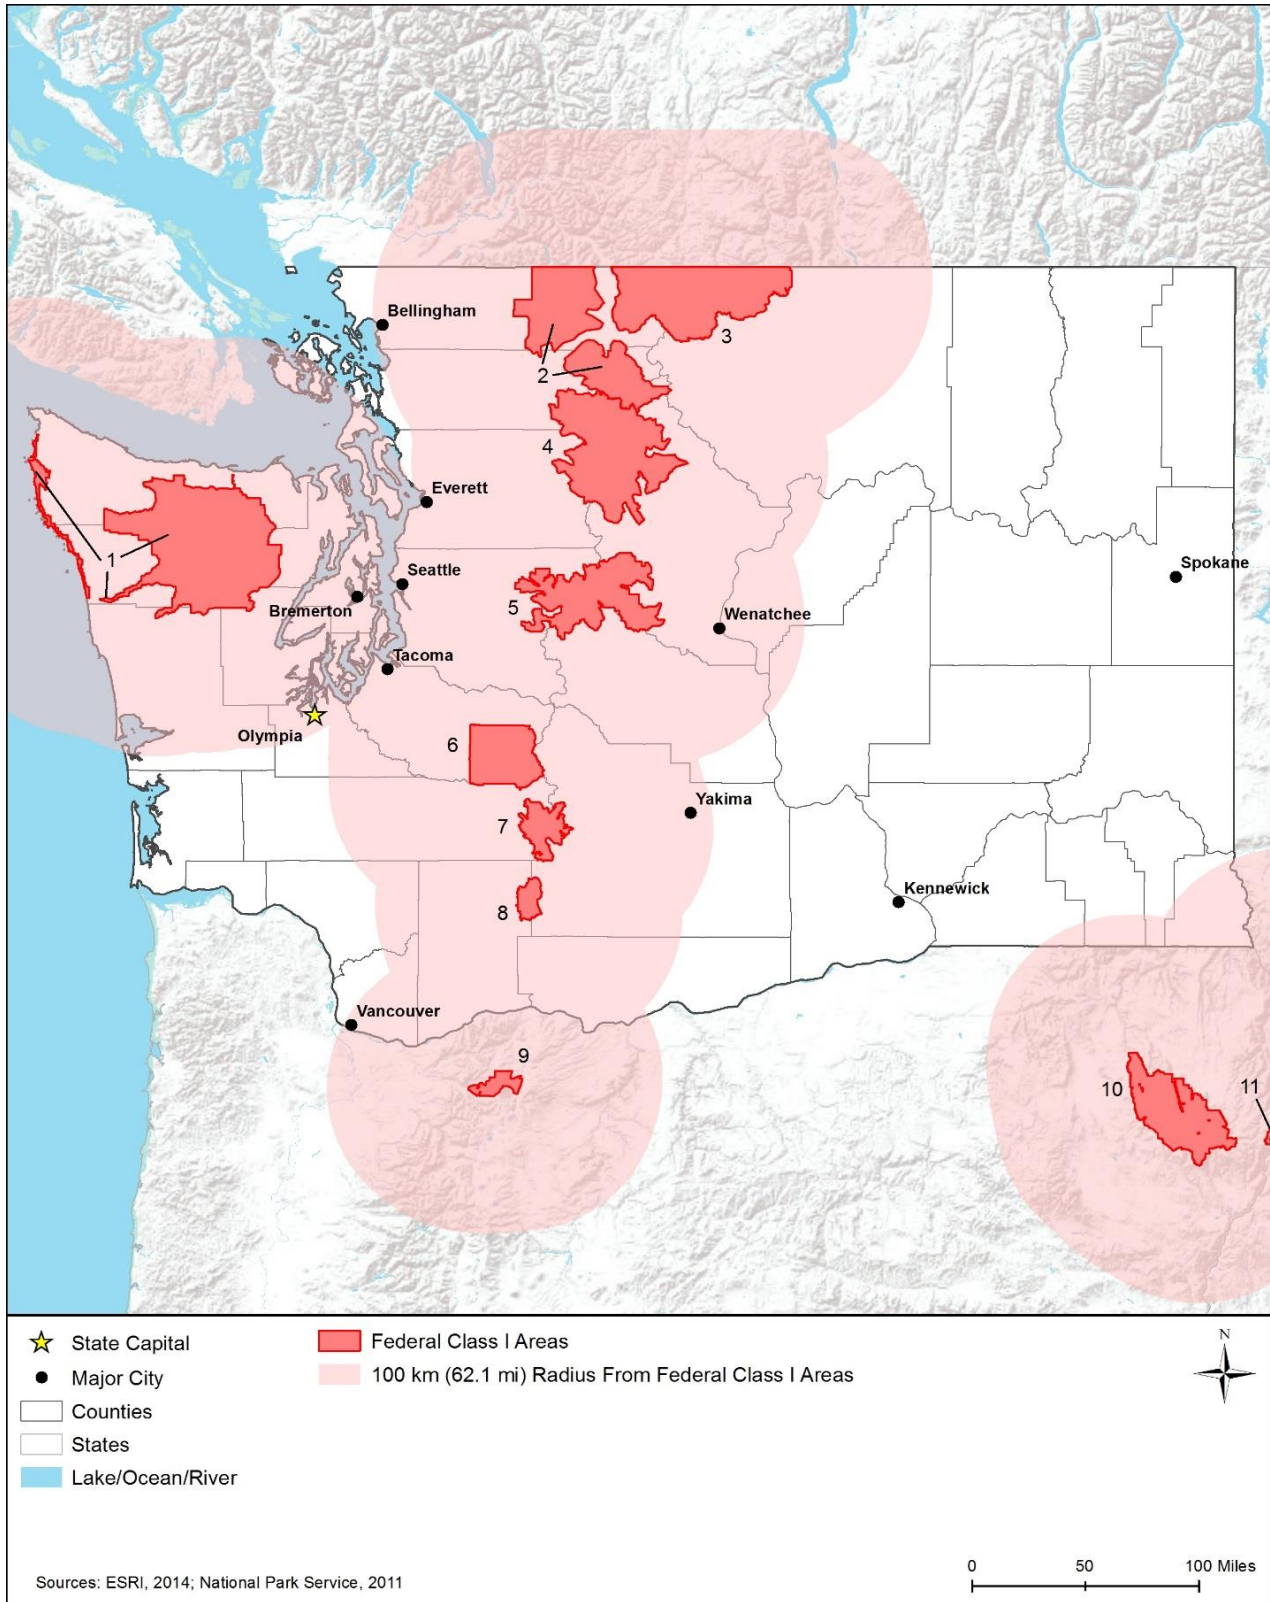 Bellingham
3
2
4
Everett
1
Seattle
Spokane
Bremerton
5
Wenatchee
Tacoma
Olympia
6
Yakima
7
Kennewick
8
Vancouver
9
10
11
State Capital
Major City
Counties
States
Lake/Ocean/River
Federal Class I Areas
100 km (62.1 mi) Radius From Federal Class I Areas
N
Sources: ESRI, 2014; National Park Service, 2011
0 50 100 Miles